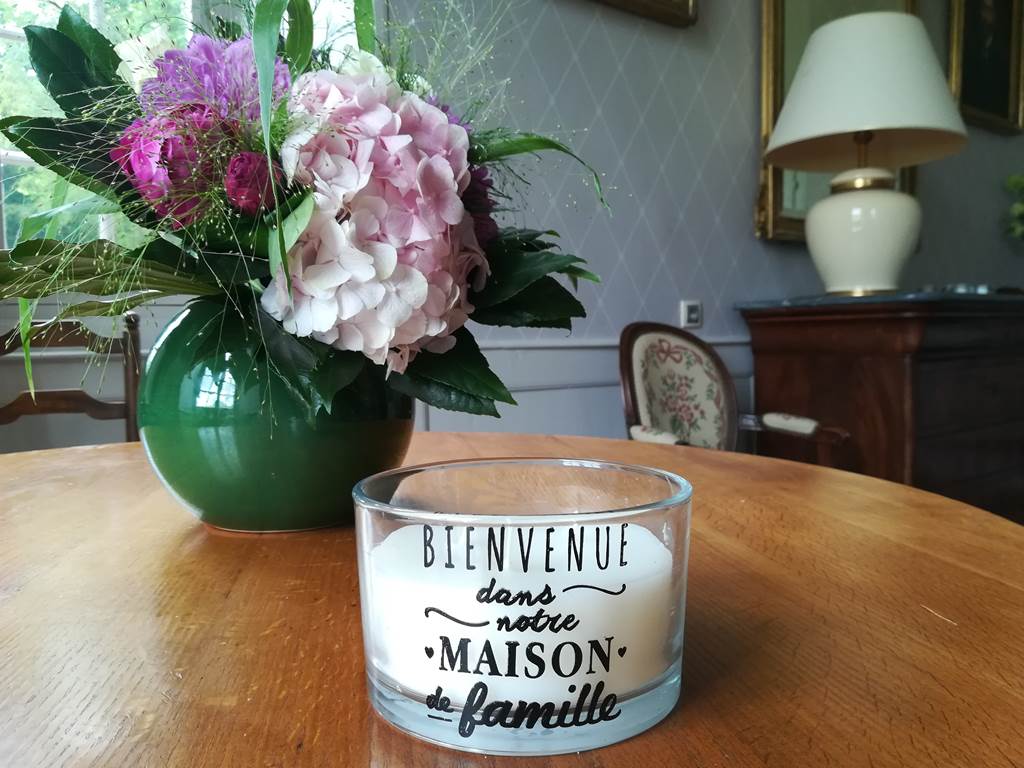 BIENVENUE
dans
notre
MAISON
de famille